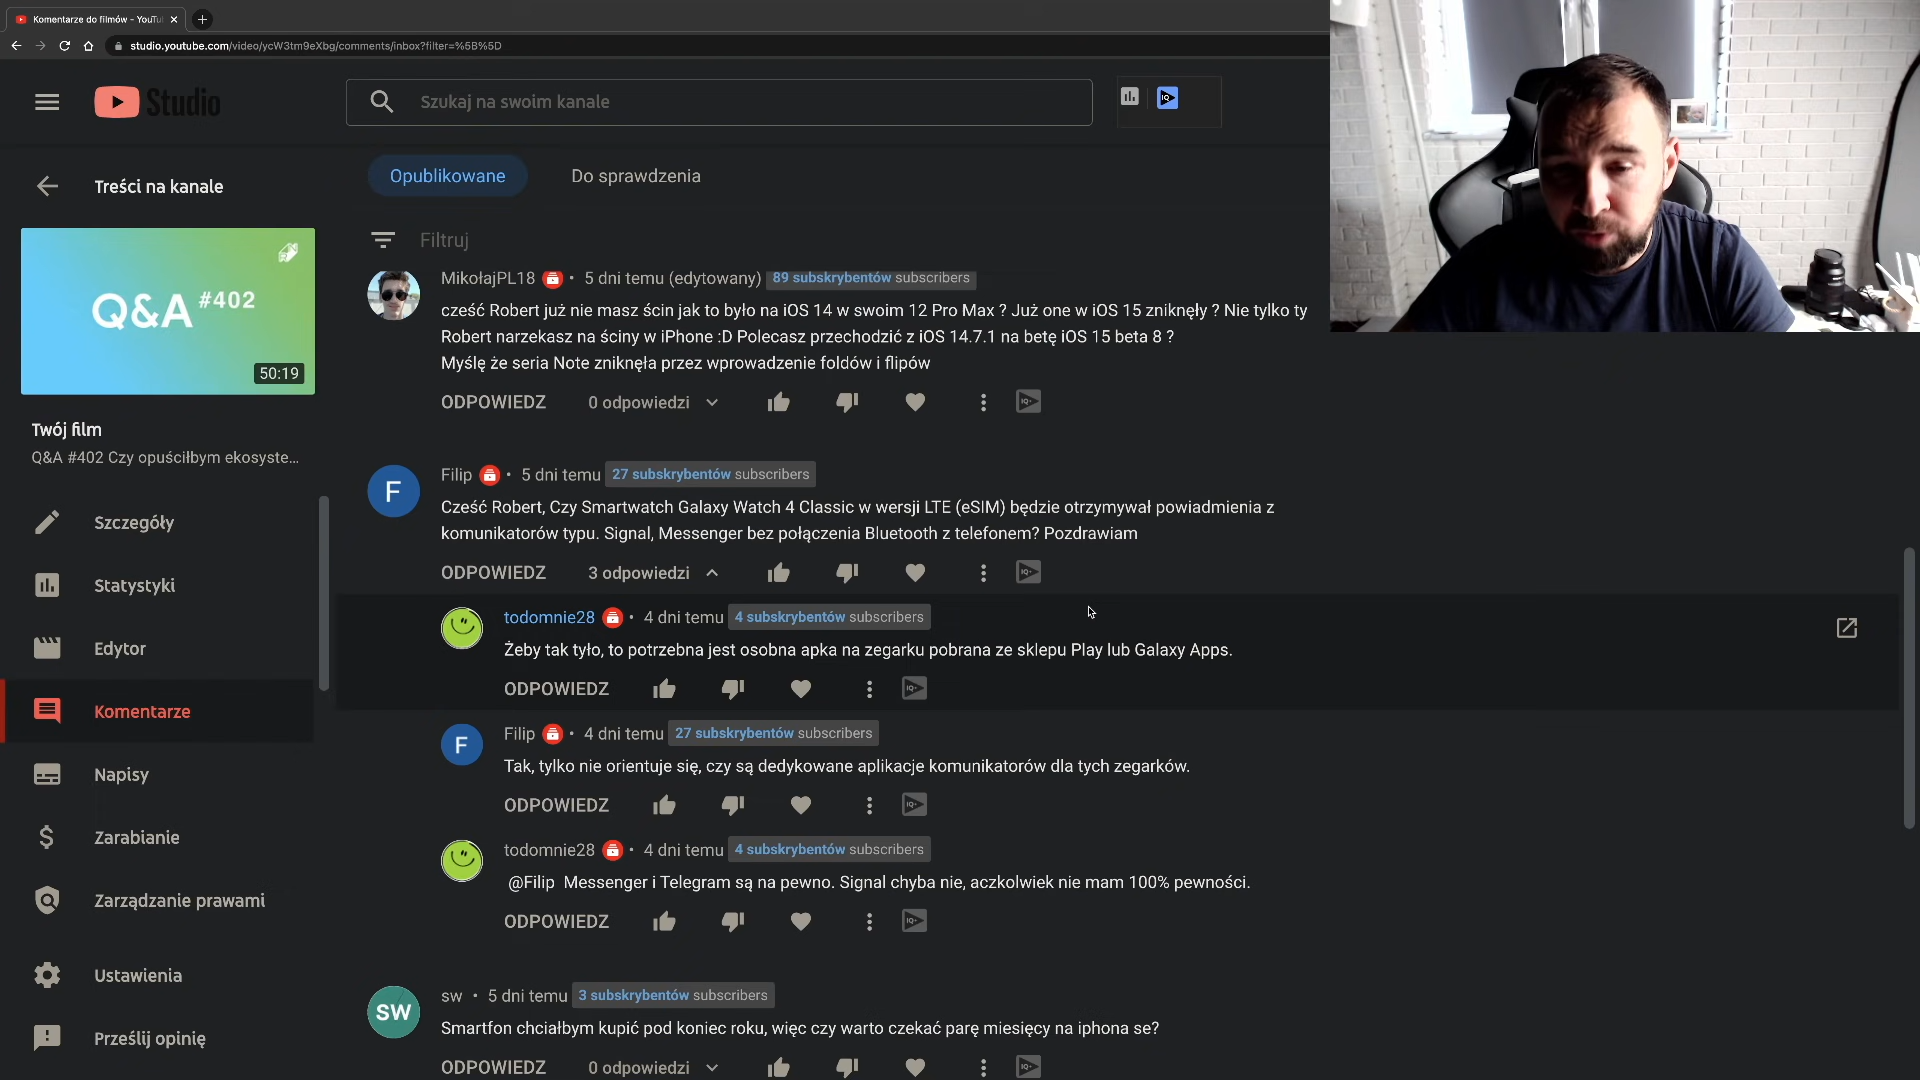 Komentarze do filmów – YouTu
studio.youtube.com/video/ycW3tm9eXbg/comments/inbox?filter=%5B%5D
Studio
Szukaj na swoim kanale
Treści na kanale
Opublikowane
Do sprawdzenia
Filtruj
Q&A #402
50:19
Twój film
Q&A #402 Czy opuściłbym ekosyste...
Szczegóły
Statystyki
Edytor
Komentarze
Napisy
Zarabianie
Zarządzanie prawami
Ustawienia
Prześlij opinię
MikołajPL18 • 5 dni temu (edytowany) 89 subskrybentów subscribers
cześć Robert już nie masz ścin jak to było na iOS 14 w swoim 12 Pro Max ? Już one w iOS 15 zniknęły ? Nie tylko ty
Robert narzekasz na ściny w iPhone :D Polecasz przechodzić z iOS 14.7.1 na betę iOS 15 beta 8 ?
Myślę że seria Note zniknęła przez wprowadzenie foldów i flipów
ODPOWIEDZ 0 odpowiedzi
F
Filip • 5 dni temu 27 subskrybentów subscribers
Cześć Robert, Czy Smartwatch Galaxy Watch 4 Classic w wersji LTE (eSIM) będzie otrzymywał powiadmienia z
komunikatorów typu. Signal, Messenger bez połączenia Bluetooth z telefonem? Pozdrawiam
ODPOWIEDZ 3 odpowiedzi
todomnie28 • 4 dni temu 4 subskrybentów subscribers
Żeby tak tyło, to potrzebna jest osobna apka na zegarku pobrana ze sklepu Play lub Galaxy Apps.
ODPOWIEDZ
F
Filip • 4 dni temu 27 subskrybentów subscribers
Tak, tylko nie orientuje się, czy są dedykowane aplikacje komunikatorów dla tych zegarków.
ODPOWIEDZ
todomnie28 • 4 dni temu 4 subskrybentów subscribers
@Filip Messenger i Telegram są na pewno. Signal chyba nie, aczkolwiek nie mam 100% pewności.
ODPOWIEDZ
SW
sw • 5 dni temu 3 subskrybentów subscribers
Smartfon chciałbym kupić pod koniec roku, więc czy warto czekać parę miesięcy na iphona se?
ODPOWIEDZ 0 odpowiedzi